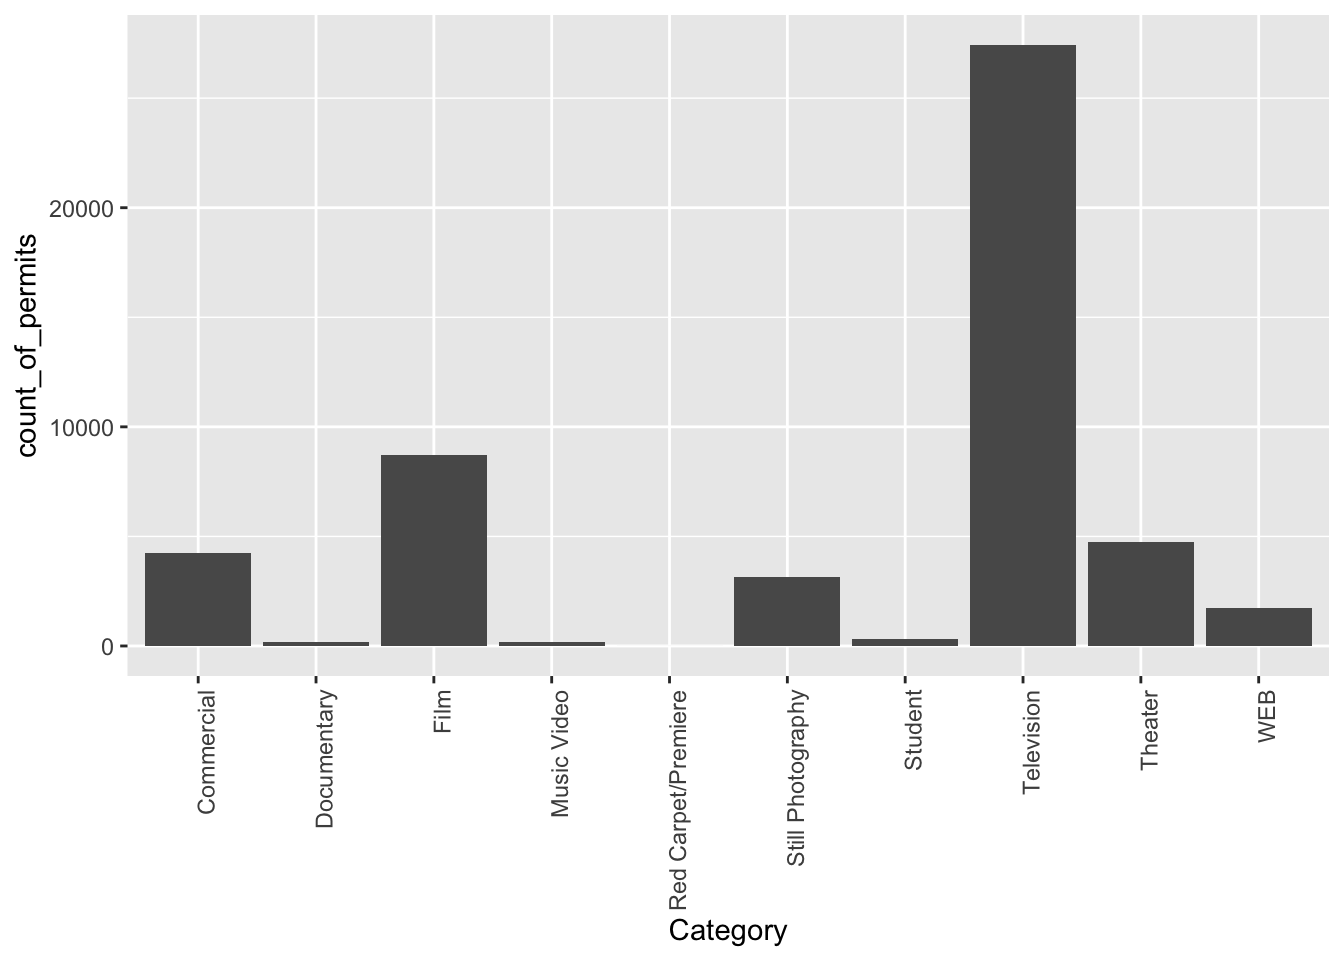 count_of_permits
20000
10000
0
Commercial
Documentary
Film
Music Video
Red Carpet/Premiere
Still Photography
Student
Television
Theater
WEB
Category